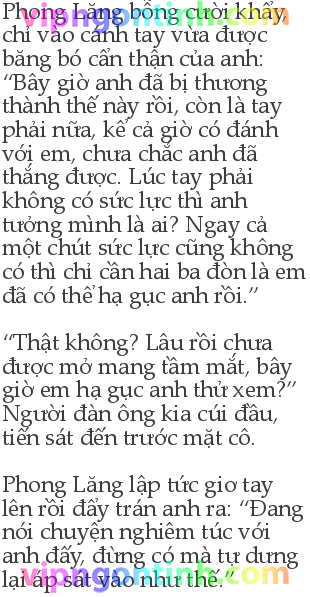 Phong Lăng bỗng cười khẩy,
chỉ vào cánh tay vừa được
băng bó cẩn thận của anh:
“Bây giờ anh đã bị thương
thành thế này rồi, còn là tay
phải nữa, kể cả giờ có đánh
với em, chưa chắc anh đã
thắng được. Lúc tay phải
không có sức lực thì anh
tưởng mình là ai? Ngay cả
một chút sức lực cũng không
có thì chỉ cần hai ba đòn là em
đã có thể hạ gục anh rồi.”
“Thật không? Lâu rồi chưa
được mở mang tầm mắt, bây
giờ em hạ gục anh thử xem?”
Người đàn ông kia cúi đầu,
tiến sát đến trước mặt cô.
Phong Lăng lập tức giơ tay
lên rồi đẩy trán anh ra: “Đang
nói chuyện nghiêm túc với
anh đấy, đừng có mà tự dưng
lại áp sát vào như thế.”
vipngontinh.com
vipngontinh.com